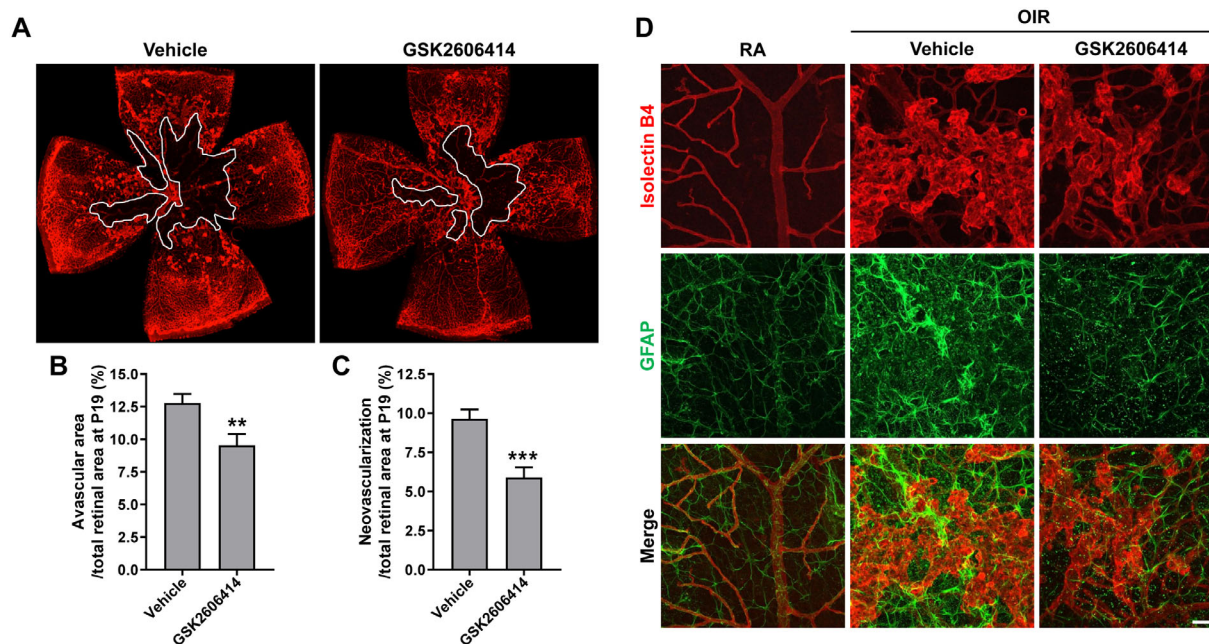 A
Vehicle
GSK2606414
B
Avascular area
/total retinal area at P19 (%)
15.0
12.5
10.0
7.5
5.0
2.5
0.0
**
Vehicle
GSK2606414
C
Neovascularization
/total retinal area at P19 (%)
12.5
10.0
7.5
5.0
2.5
0.0
***
Vehicle
GSK2606414
D
OIR
RA
Vehicle
GSK2606414
Isolectin B4
GFAP
Merge